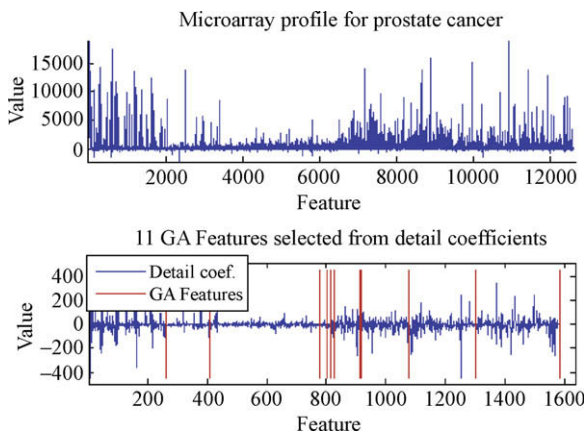 Microarray profile for prostate cancer
Value
15000
10000
5000
0
2000 4000 6000 8000 10000 12000
Feature
11 GA Features selected from detail coefficients
Value
400
200
0
−200
−400
Detail coef.
GA Features
200 400 600 800 1000 1200 1400 1600
Feature